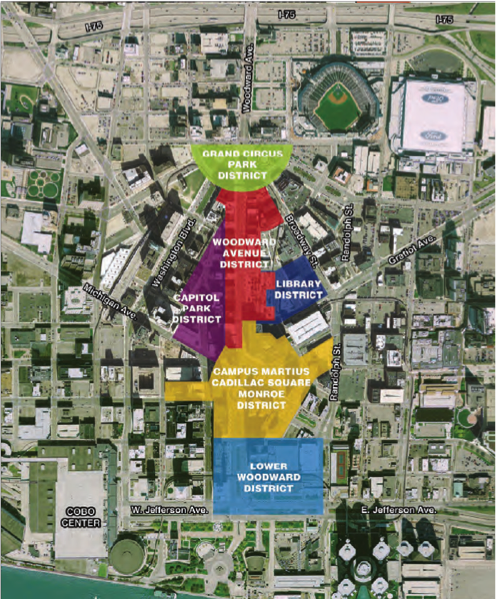 I-75
I-75
I-75
Woodward Ave.
GRAND CIRCUS
PARK
DISTRICT
Ford
Ford
Washington Blvd.
WOODWARD
AVENUE
DISTRICT
Broadway St.
Randolph St.
Gratiot Ave.
LIBRARY
DISTRICT
Michigan Ave.
CAPITOL
PARK
DISTRICT
CAMPUS MARTIUS
CADILLAC SQUARE
MONROE
DISTRICT
Randolph St.
LOWER
WOODWARD
DISTRICT
COBO
CENTER
W. Jefferson Ave.
E. Jefferson Ave.